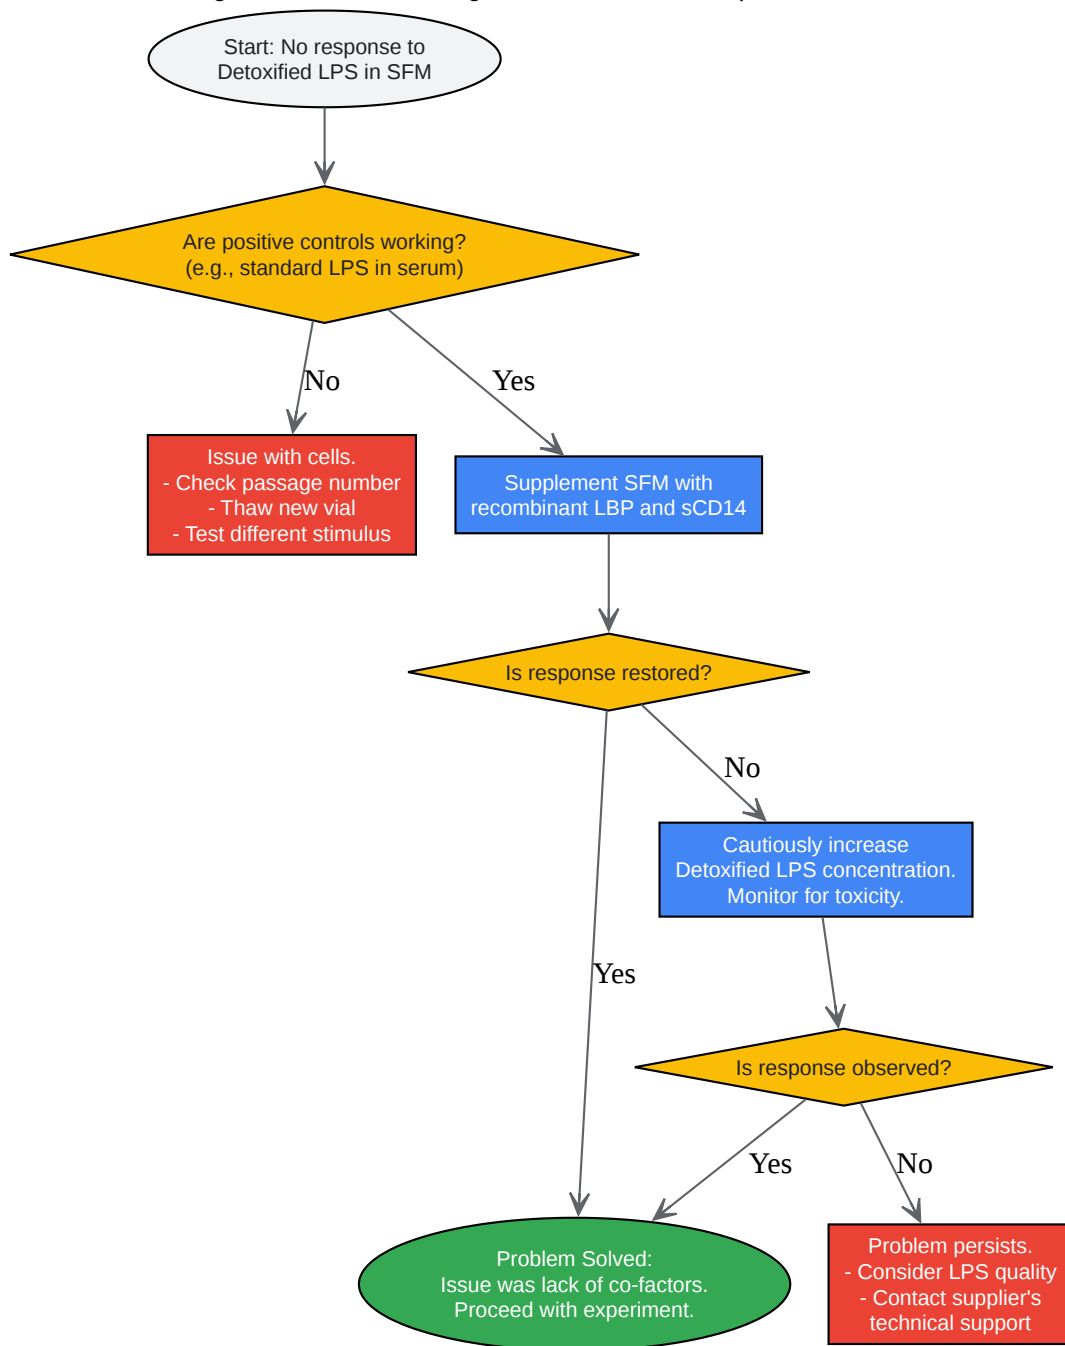 Start: No response to
Detoxified LPS in SFM
Are positive controls working?
(e.g., standard LPS in serum)
No
Yes
Issue with cells.
- Check passage number
- Thaw new vial
- Test different stimulus
Supplement SFM with
recombinant LBP and sCD14
Is response restored?
No
Cautiously increase
Detoxified LPS concentration.
Monitor for toxicity.
Yes
Is response observed?
Yes
No
Problem Solved:
Issue was lack of co-factors.
Proceed with experiment.
Problem persists.
- Consider LPS quality
- Contact supplier's
technical support